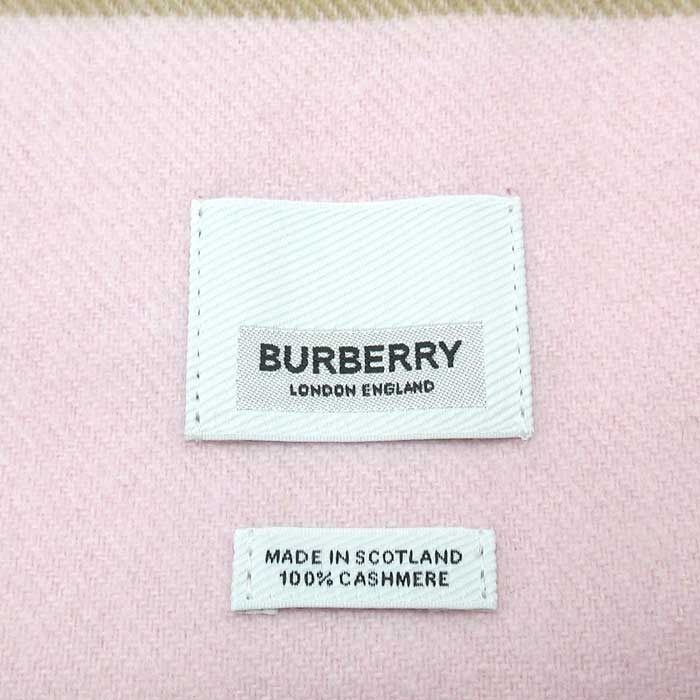 BURBERRY
LONDON ENGLAND
MADE IN SCOTLAND
100% CASHMERE